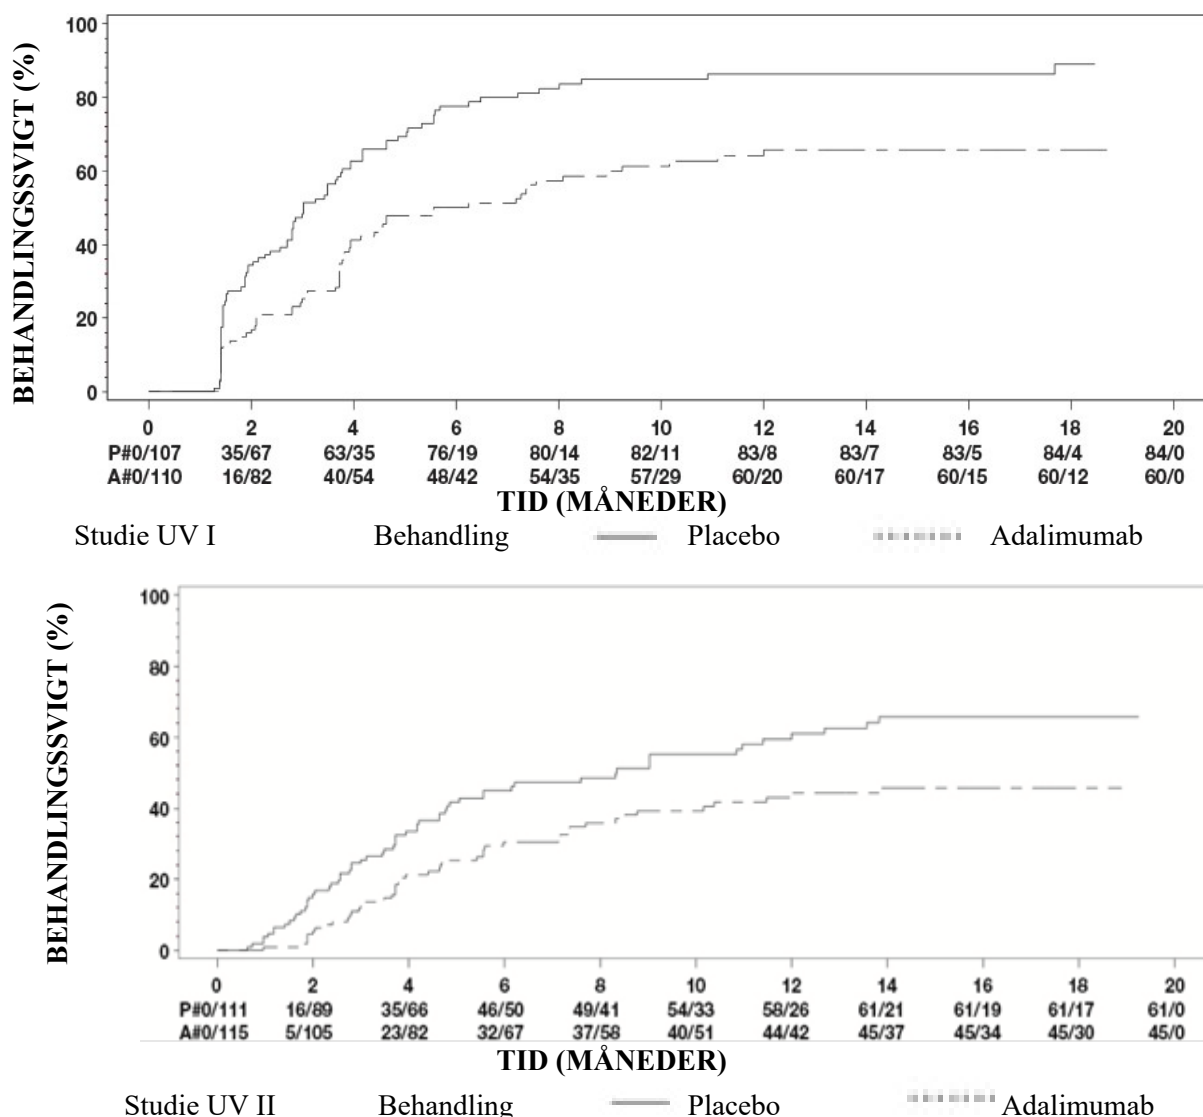 BEHANDLINGSSVIGT (%)
100
80
60
40
20
0
0 2 4 6 8 10 12 14 16 18 20
P#0/107 35/67 63/35 76/19 80/14 82/11 83/8 83/7 83/5 84/4 84/0
A#0/110 16/82 40/54 48/42 54/35 57/29 60/20 60/17 60/15 60/12 60/0
TID (MÅNEDER)
Studie UV I Behandling Placebo Adalimumab
BEHANDLINGSSVIGT (%)
100
80
60
40
20
0
0 2 4 6 8 10 12 14 16 18 20
P#0/111 16/89 35/66 46/50 49/41 54/33 58/26 61/21 61/19 61/17 61/0
A#0/115 5/105 23/82 32/67 37/58 40/51 44/42 45/37 45/34 45/30 45/0
TID (MÅNEDER)
Studie UV II Behandling Placebo Adalimumab